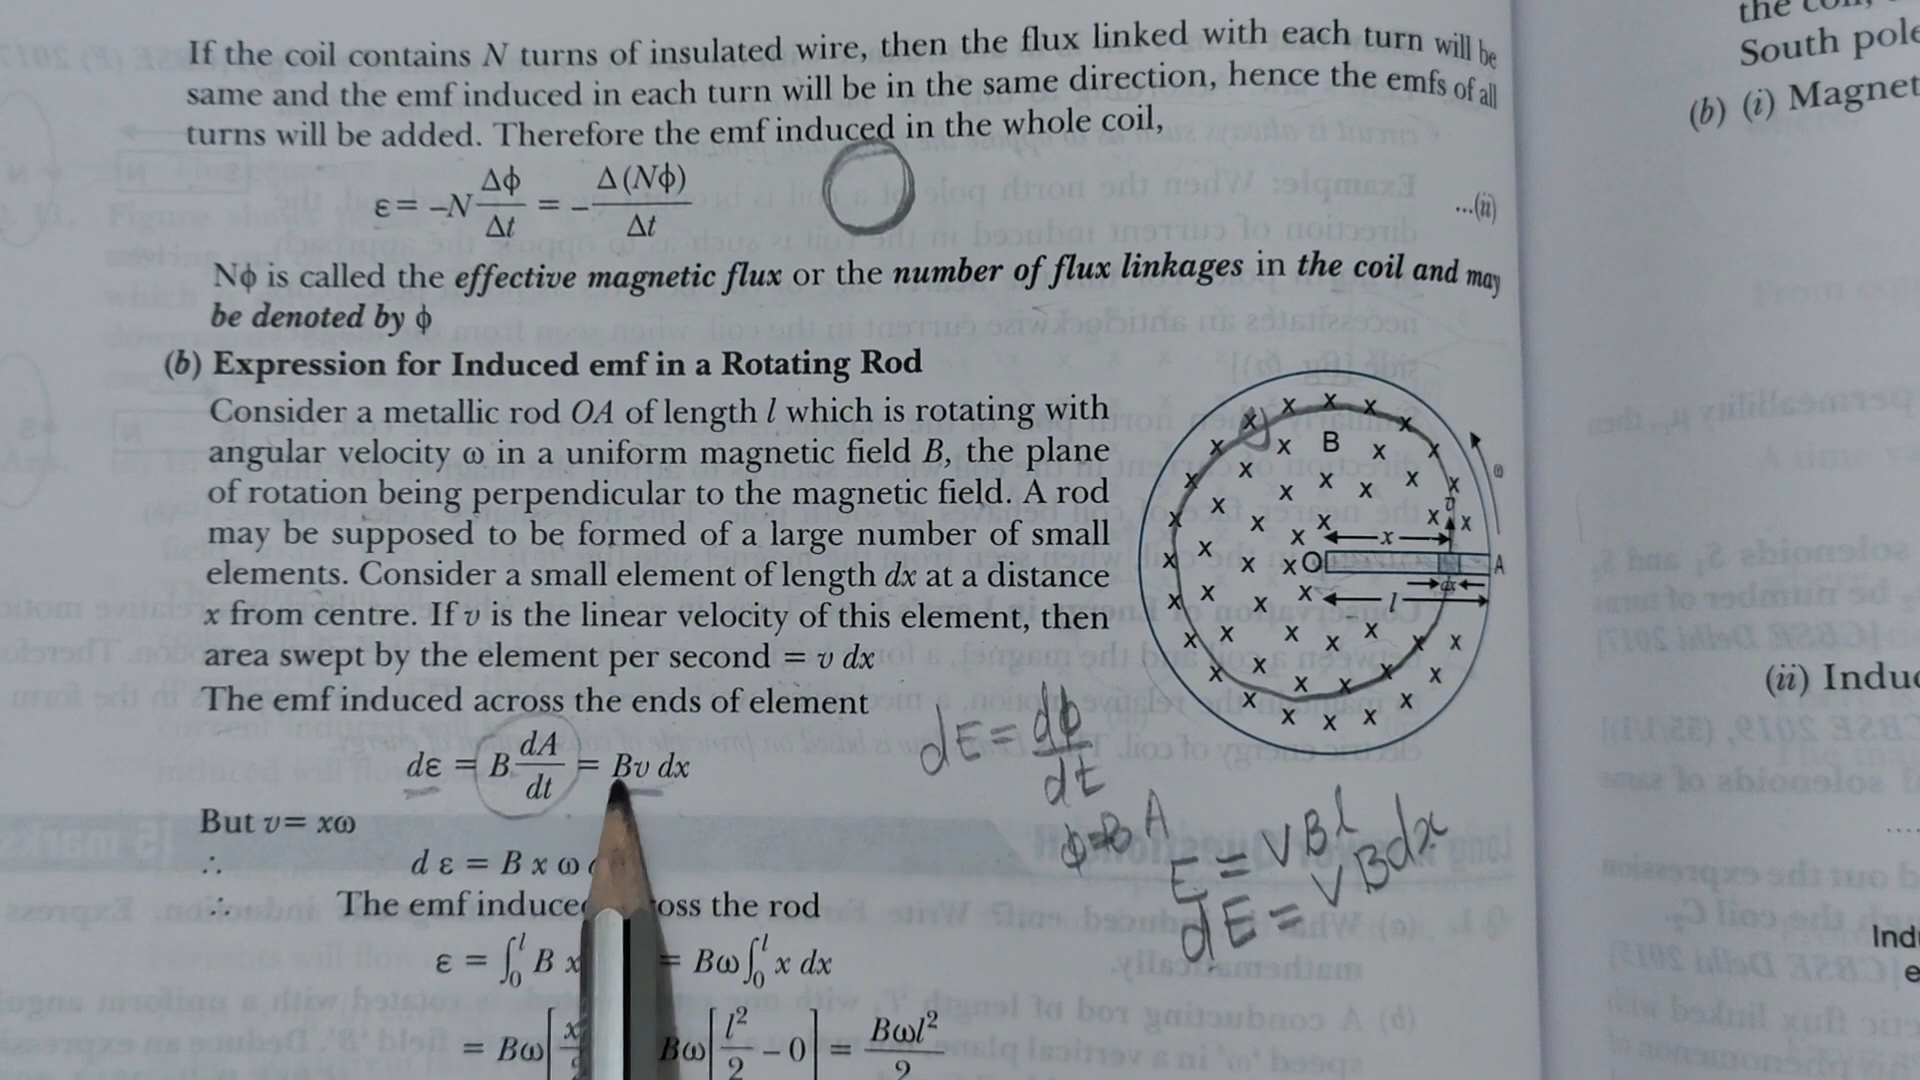 If the coil contains N turns of insulated wire, then the flux linked with each turn will be
same and the emf induced in each turn will be in the same direction, hence the emfs of all
turns will be added. Therefore the emf induced in the whole coil,
ε = −N Δϕ/Δt = − Δ(Nϕ)/Δt ...(ii)
Nϕ is called the effective magnetic flux or the number of flux linkages in the coil and may
be denoted by ϕ
(b) Expression for Induced emf in a Rotating Rod
Consider a metallic rod OA of length l which is rotating with
angular velocity ω in a uniform magnetic field B, the plane
of rotation being perpendicular to the magnetic field. A rod
may be supposed to be formed of a large number of small
elements. Consider a small element of length dx at a distance
x from centre. If υ is the linear velocity of this element, then
area swept by the element per second = υ dx
The emf induced across the ends of element
dε = B dA/dt = Bυ dx
But υ = xω
∴ d ε = B x ω
∴ The emf induced across the rod
ε = ∫₀ˡ B x = Bω ∫₀ˡ x dx
= Bω[ x Bω[ l²/2 − 0 ] = Bωl²/2
B
ω
υ
x
O
A
dx
l
dE = dϕ/dt
ϕ=BA
E = VBl
dE = VBdx
the coil,
South pole
(b) (i) Magnet
(ii) Induc
Indu
e